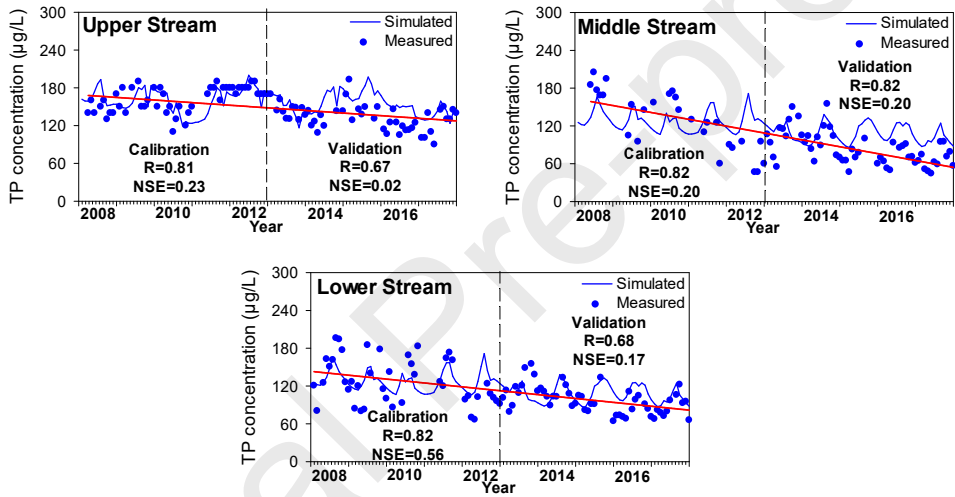 Upper Stream
Simulated
Measured
TP concentration (µg/L)
300
240
180
120
60
0
Calibration
R=0.81
NSE=0.23
Validation
R=0.67
NSE=0.02
2008
2010
2012
2014
2016
Year
Middle Stream
Simulated
Measured
TP concentration (µg/L)
300
240
180
120
60
0
Validation
R=0.82
NSE=0.20
Calibration
R=0.82
NSE=0.20
2008
2010
2012
2014
2016
Year
Lower Stream
Simulated
Measured
TP concentration (µg/L)
300
240
180
120
60
0
Validation
R=0.68
NSE=0.17
Calibration
R=0.82
NSE=0.56
2008
2010
2012
2014
2016
Year
al Pre-pr